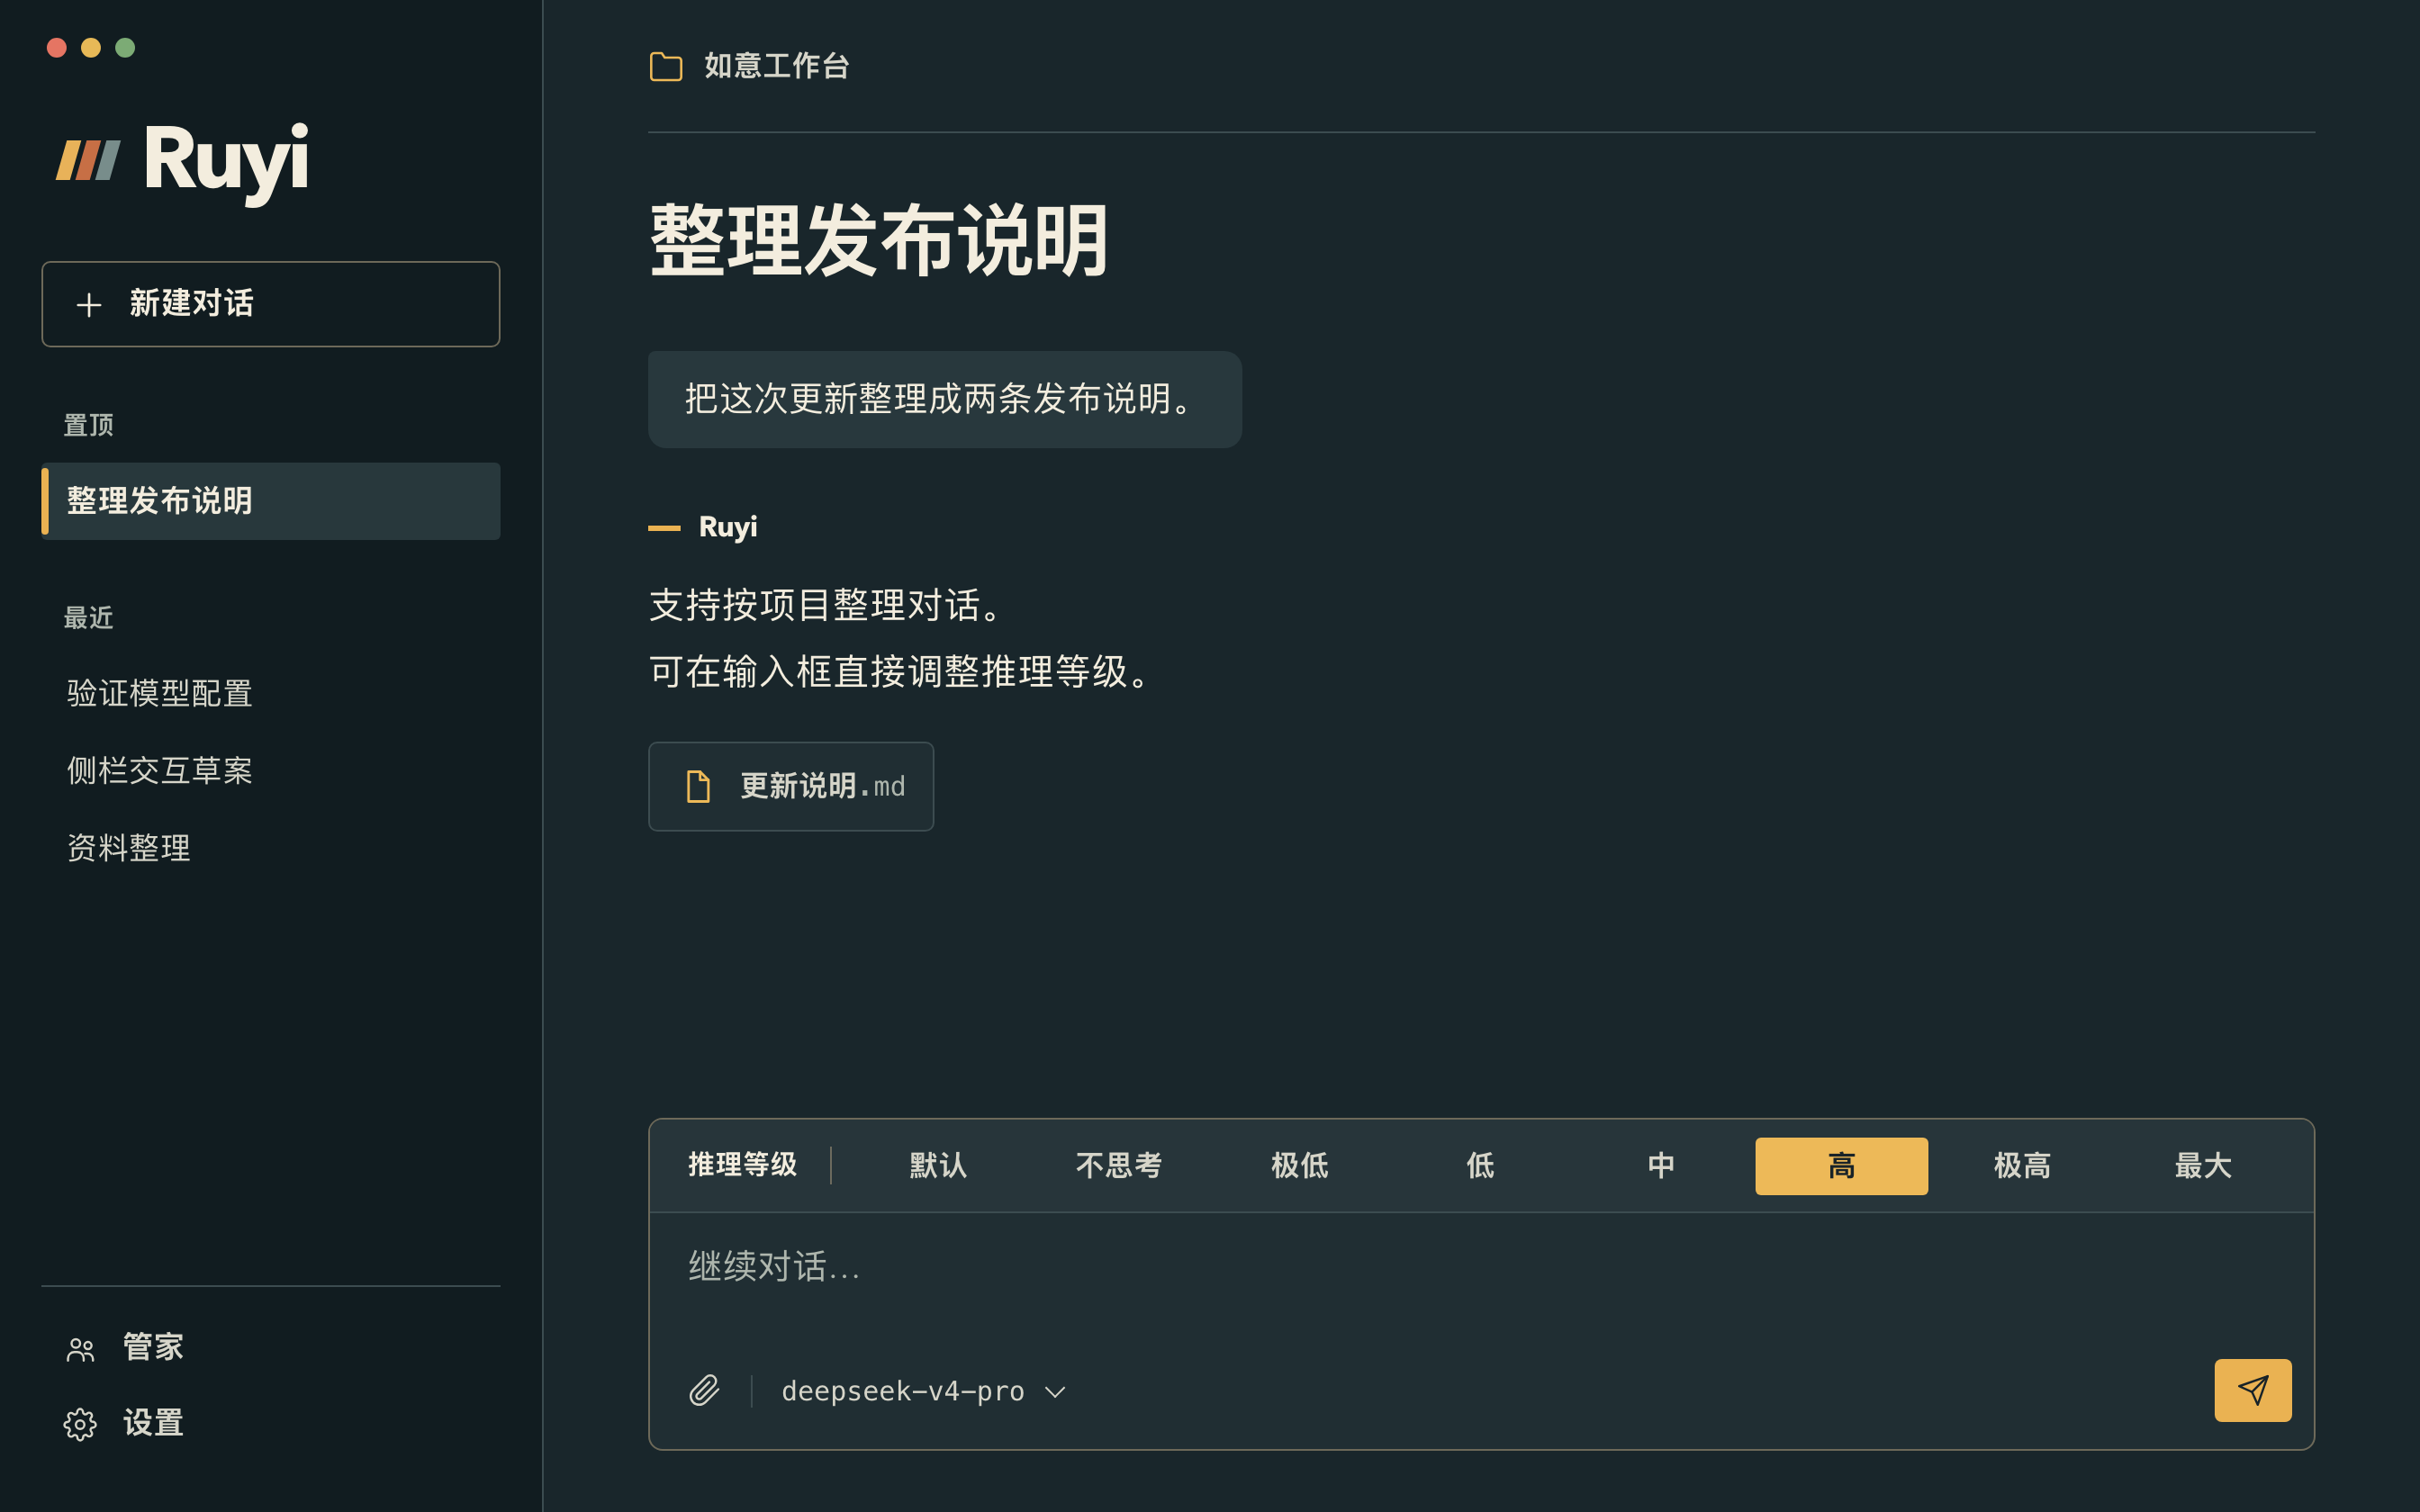 Ruyi
新建对话
置顶
整理发布说明
最近
验证模型配置
侧栏交互草案
资料整理
管家
设置
如意工作台
整理发布说明
把这次更新整理成两条发布说明。
Ruyi
支持按项目整理对话。
可在输入框直接调整推理等级。
更新说明.md
推理等级 默认 不思考 极低 低 中 高 极高 最大
继续对话...
deepseek-v4-pro